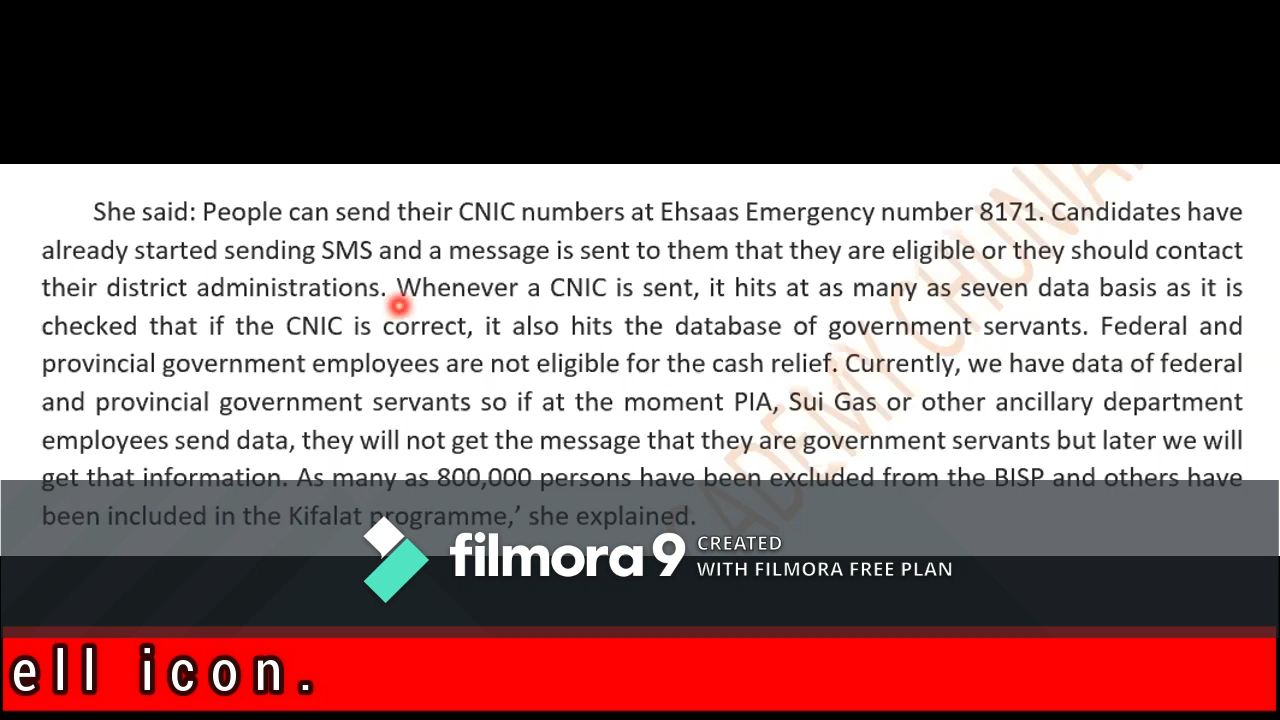 She said: People can send their CNIC numbers at Ehsaas Emergency number 8171. Candidates have
already started sending SMS and a message is sent to them that they are eligible or they should contact
their district administrations. Whenever a CNIC is sent, it hits at as many as seven data basis as it is
checked that if the CNIC is correct, it also hits the database of government servants. Federal and
provincial government employees are not eligible for the cash relief. Currently, we have data of federal
and provincial government servants so if at the moment PIA, Sui Gas or other ancillary department
employees send data, they will not get the message that they are government servants but later we will
get that information. As many as 800,000 persons have been excluded from the BISP and others have
been included in the Kifalat programme,’ she explained.
ADEMY CHUNIA
filmora 9
CREATED
WITH FILMORA FREE PLAN
ell icon.